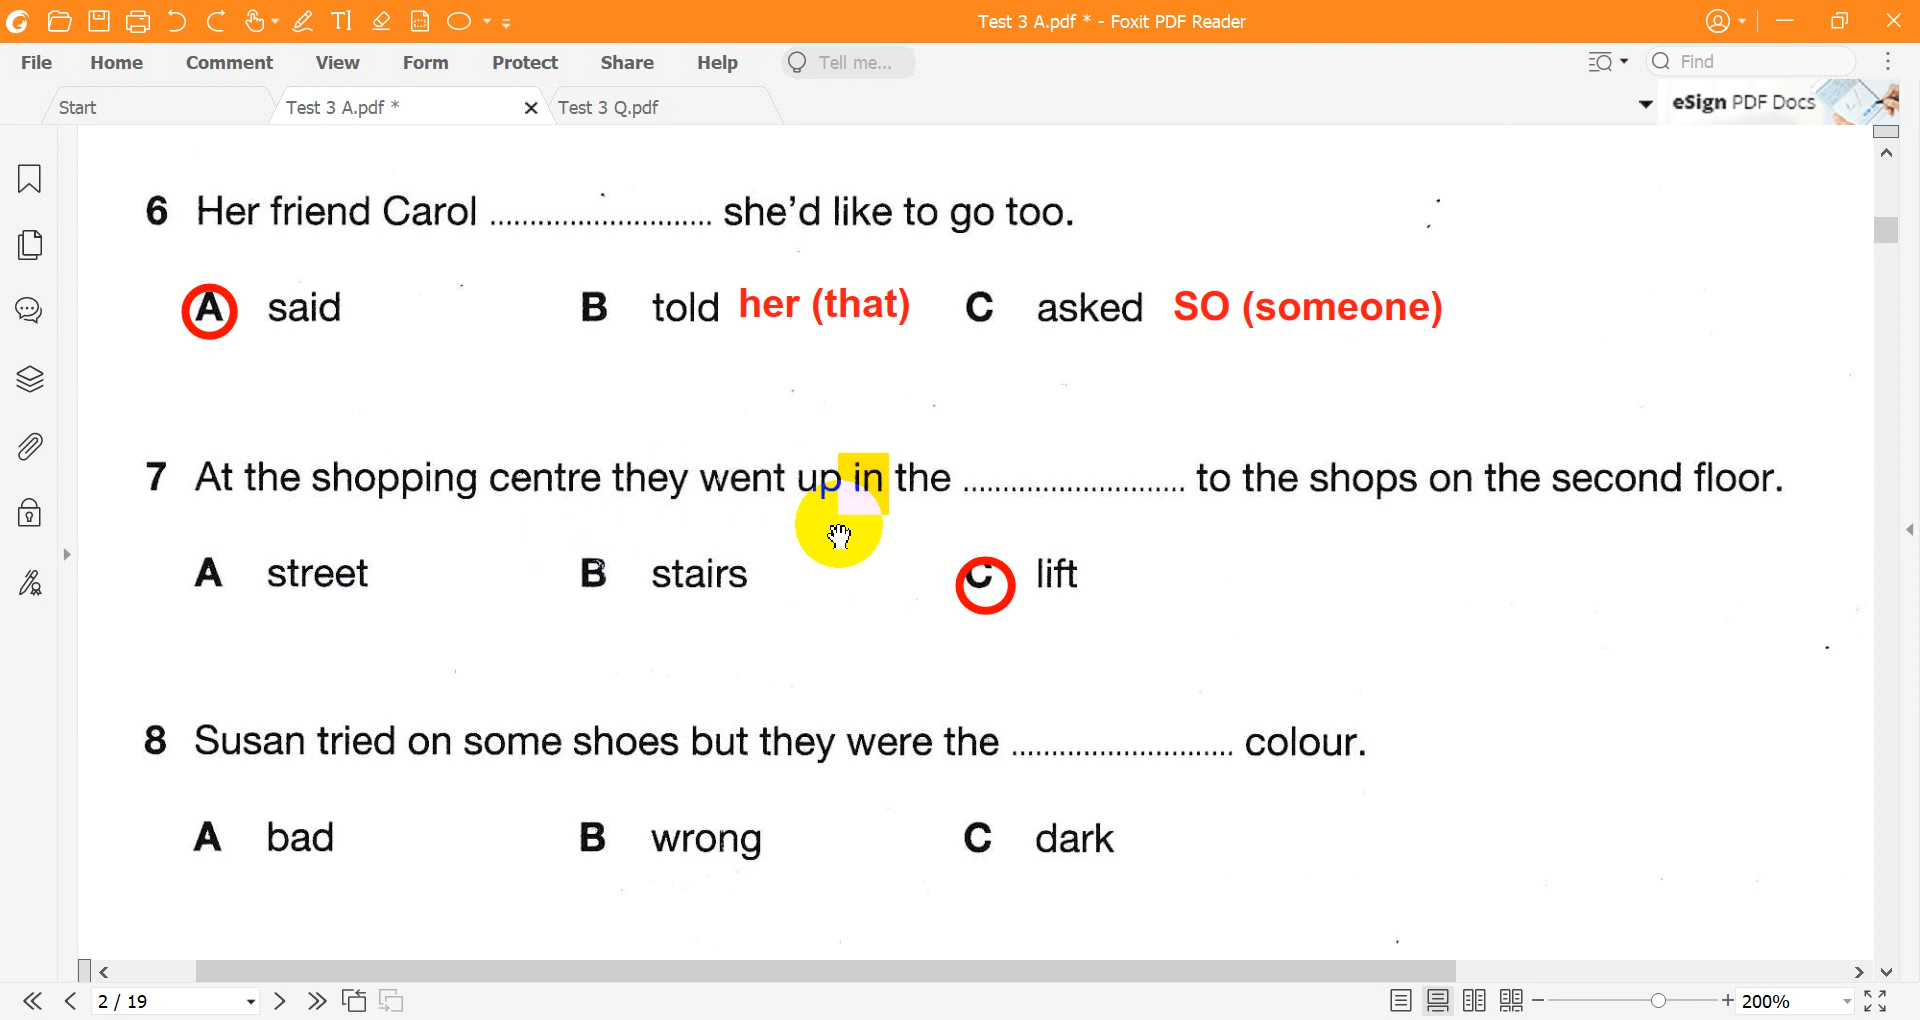 Test 3 A.pdf * - Foxit PDF Reader
File Home Comment View Form Protect Share Help Tell me... Find
Start Test 3 A.pdf * Test 3 Q.pdf eSign PDF Docs
6 Her friend Carol ............................ she'd like to go too.
A said B told her (that) C asked SO (someone)
7 At the shopping centre they went up in the ............................ to the shops on the second floor.
A street B stairs C lift
8 Susan tried on some shoes but they were the ............................ colour.
A bad B wrong C dark
2 / 19 200%